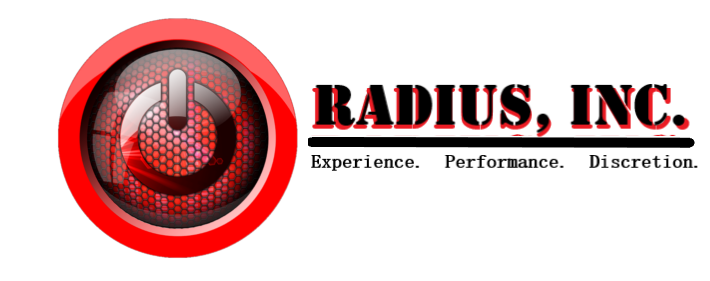 RADIUS, INC.
Experience. Performance. Discretion.